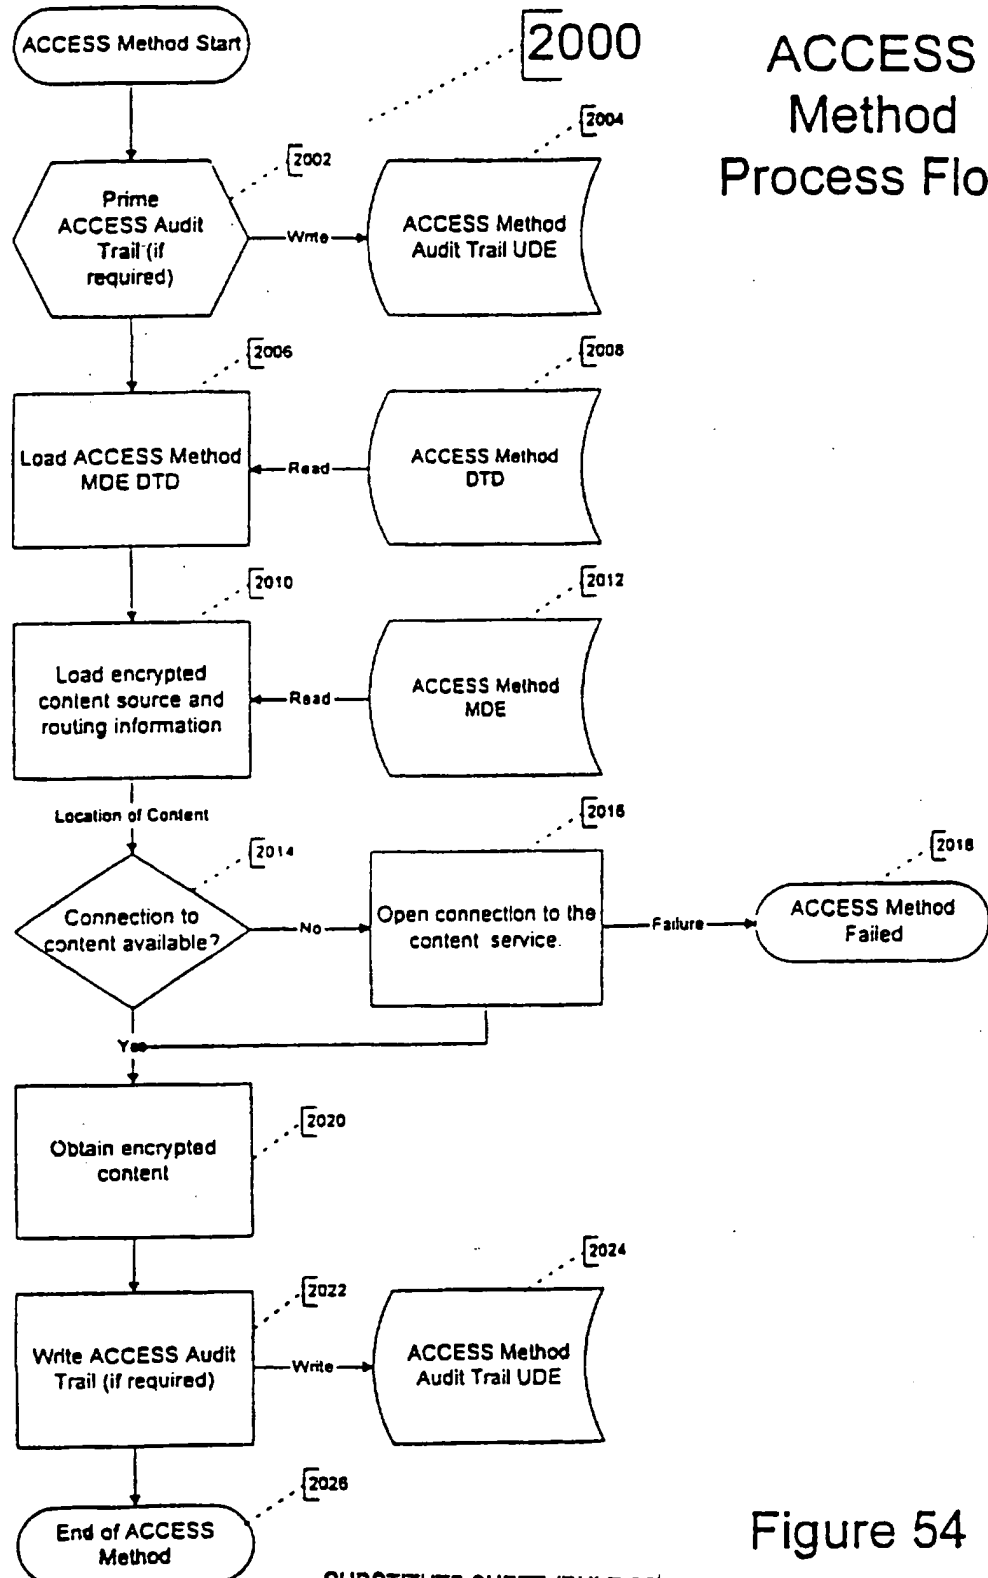 ACCESS Method Start
2000
ACCESS
Method
Process Flo
2002
2004
Prime
ACCESS Audit
Trail (if
required)
Write
ACCESS Method
Audit Trail UDE
2006
2008
Load ACCESS Method
MDE DTD
Read
ACCESS Method
DTD
2010
2012
Load encrypted
content source and
routing information
Read
ACCESS Method
MDE
Location of Content
2014
2016
2018
Connection to
content available?
No
Open connection to the
content service.
Failure
ACCESS Method
Failed
2020
Obtain encrypted
content
2022
2024
Write ACCESS Audit
Trail (if required)
Write
ACCESS Method
Audit Trail UDE
2026
End of ACCESS
Method
Figure 54